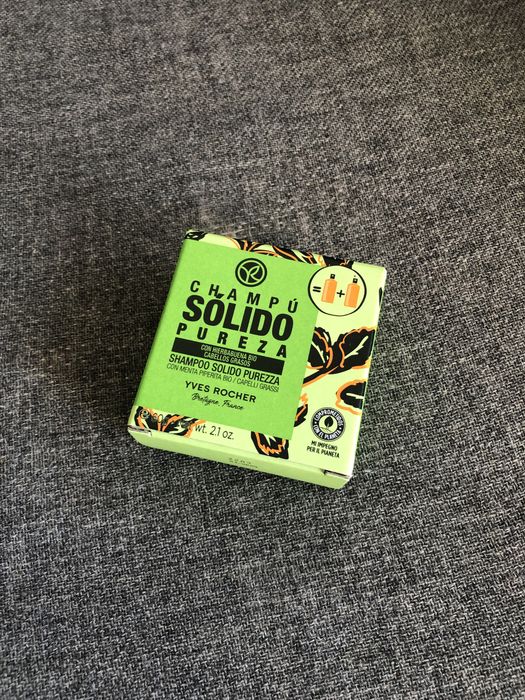 CHAMPÚ
SÓLIDO
PUREZA
CON HIERBABUENA BIO
CABELLOS GRASOS
SHAMPOO SOLIDO PUREZZA
CON MENTA PIPERITA BIO / CAPELLI GRASSI
YVES ROCHER
Bretagne, France
wt. 2.1 oz.
= +
COMPROMETIDOS
MI IMPEGNO
PER IL PIANETA